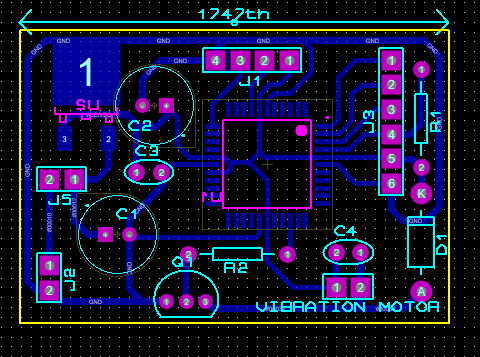 1747th
GND GND GND GND
GND GND
4 3 2 1
J1
1
1
2
3
4
5
6
J3
1
2
R1
C2
C3
1 2
3 2
2 1
J5
C1
1
2
J2
K
GND
D1
A
C4
2 1
1 2
2 1
R2
Q1
1 2 3
GND
GND
VIBRATION MOTOR